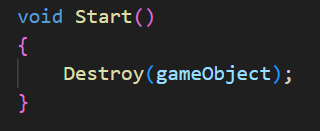 void Start()
{
    Destroy(gameObject);
}